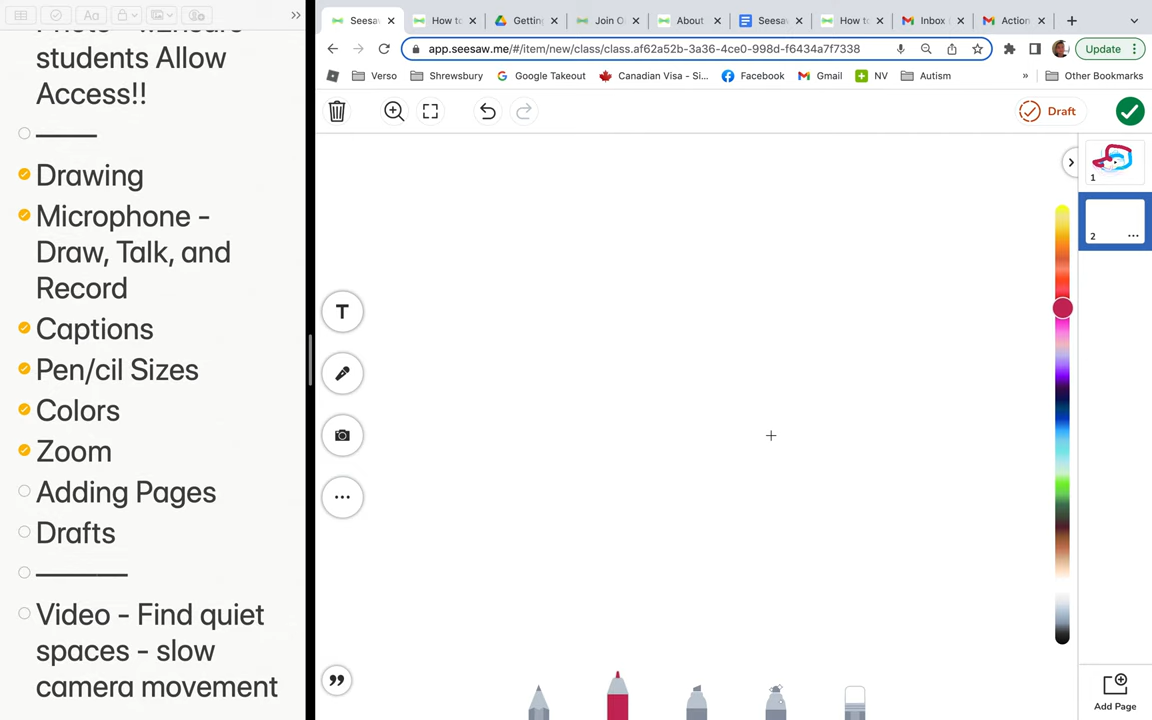 students Allow
Access!!
Drawing
Microphone -
Draw, Talk, and
Record
Captions
Pen/cil Sizes
Colors
Zoom
Adding Pages
Drafts
Video - Find quiet
spaces - slow
camera movement
Aa
Seesaw
How to
Getting
Join O
About
Seesaw
How to
Inbox
Action
app.seesaw.me/#/item/new/class/class.af62a52b-3a36-4ce0-998d-f6434a7f7338
Update
Verso
Shrewsbury
Google Takeout
Canadian Visa - Si...
Facebook
Gmail
NV
Autism
Other Bookmarks
Draft
1
2
T
Add Page